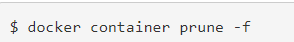 $ docker container prune -f